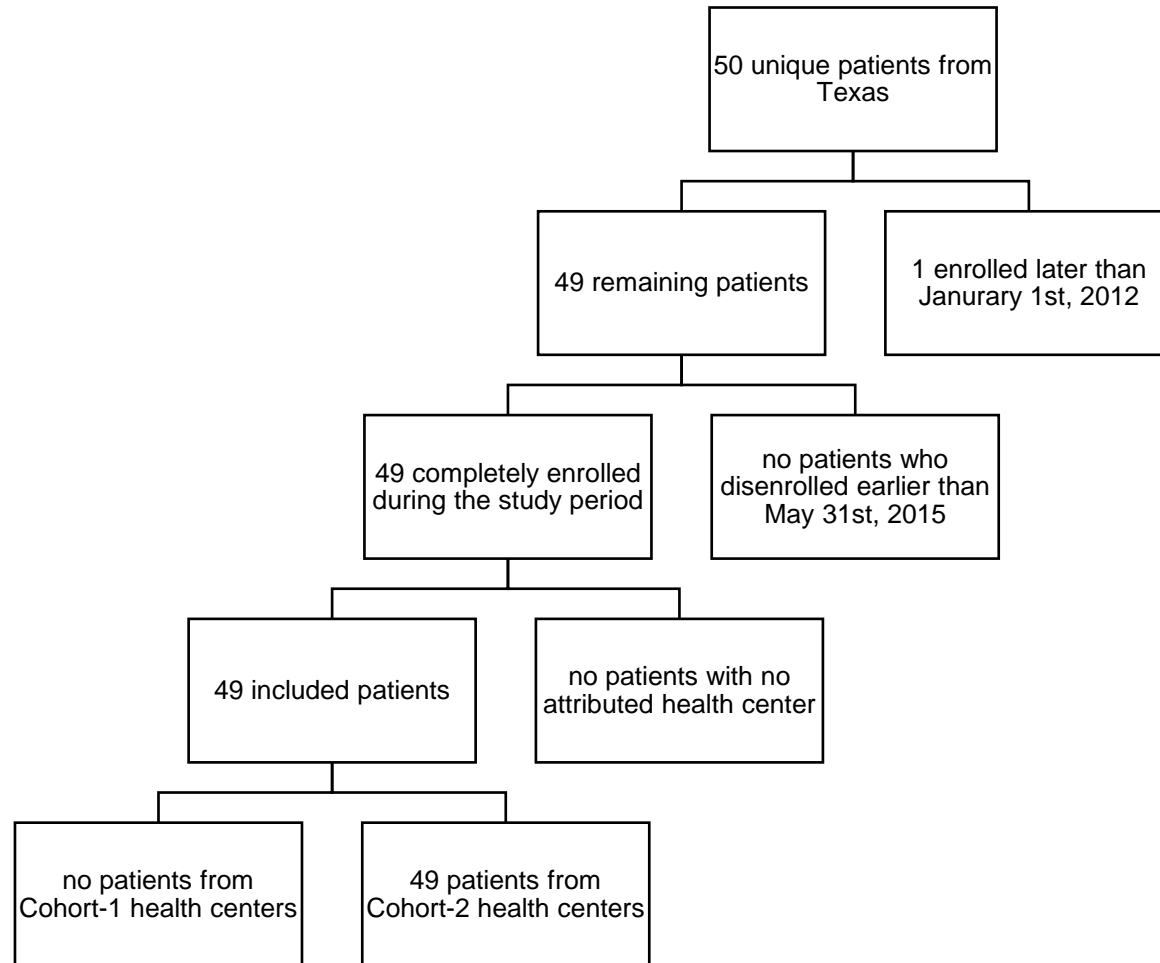 50 unique patients from
Texas
49 remaining patients
1 enrolled later than
Janurary 1st, 2012
49 completely enrolled
during the study period
no patients who
disenrolled earlier than
May 31st, 2015
49 included patients
no patients with no
attributed health center
no patients from
Cohort-1 health centers
49 patients from
Cohort-2 health centers